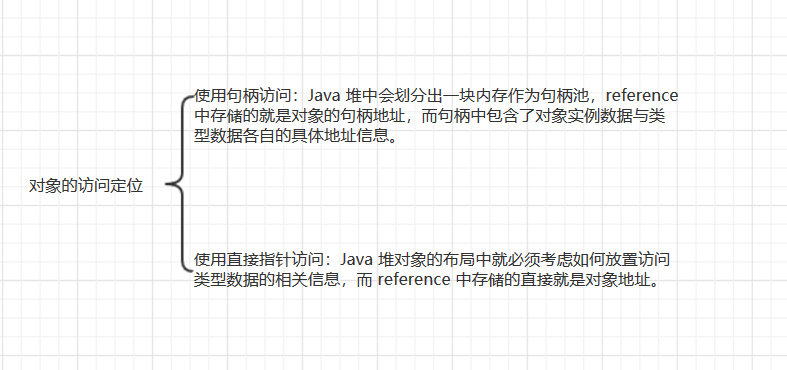 使用句柄访问：Java 堆中会划分出一块内存作为句柄池，reference
中存储的就是对象的句柄地址，而句柄中包含了对象实例数据与类
型数据各自的具体地址信息。
对象的访问定位
使用直接指针访问：Java 堆对象的布局中就必须考虑如何放置访问
类型数据的相关信息，而 reference 中存储的直接就是对象地址。